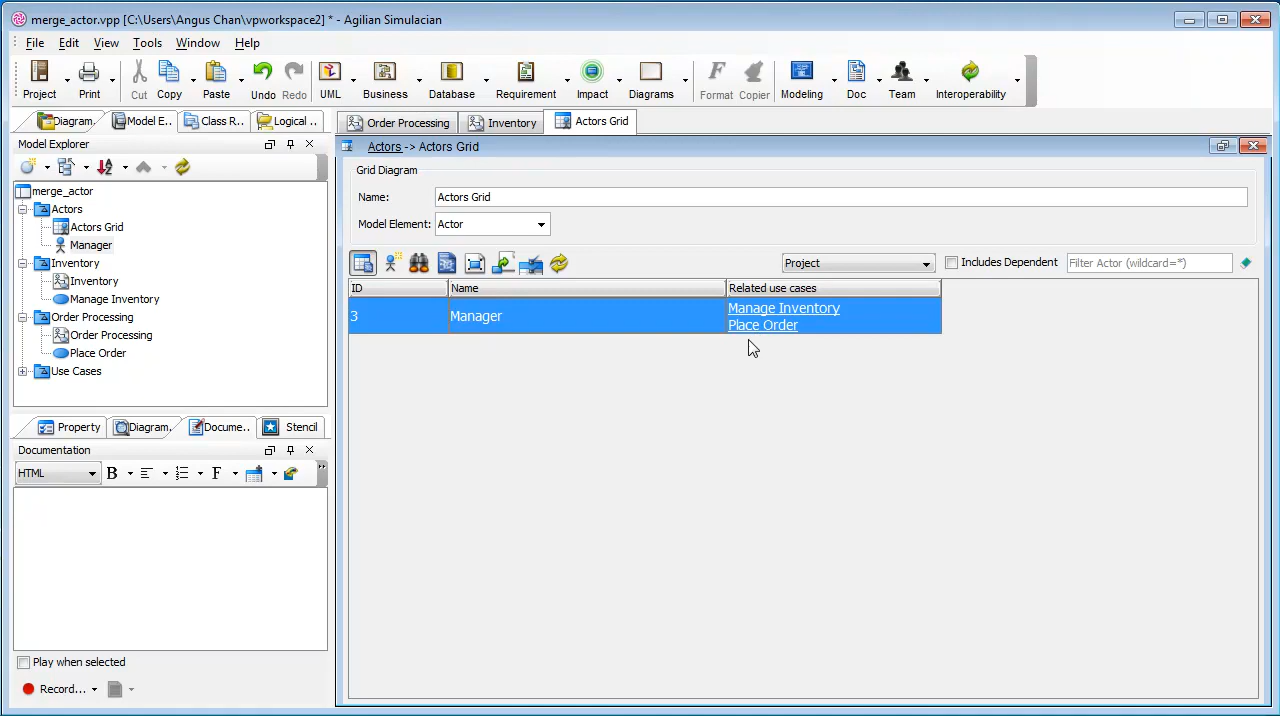 merge_actor.vpp [C:\Users\Angus Chan\vpworkspace2] * - Agilian Simulacian
File Edit View Tools Window Help
Project Print Cut Copy Paste Undo Redo UML Business Database Requirement Impact Diagrams Format Copier Modeling Doc Team Interoperability
Diagram. Model E.. Class R.. Logical ..
Order Processing Inventory Actors Grid
Model Explorer
Actors -> Actors Grid
merge_actor
Actors
Actors Grid
Manager
Inventory
Inventory
Manage Inventory
Order Processing
Order Processing
Place Order
Use Cases
Grid Diagram
Name: Actors Grid
Model Element: Actor
Project Includes Dependent Filter Actor (wildcard=*)
ID Name Related use cases
3 Manager Manage Inventory
Place Order
Property Diagram. Docume.. Stencil
Documentation
HTML B F
Play when selected
Record...